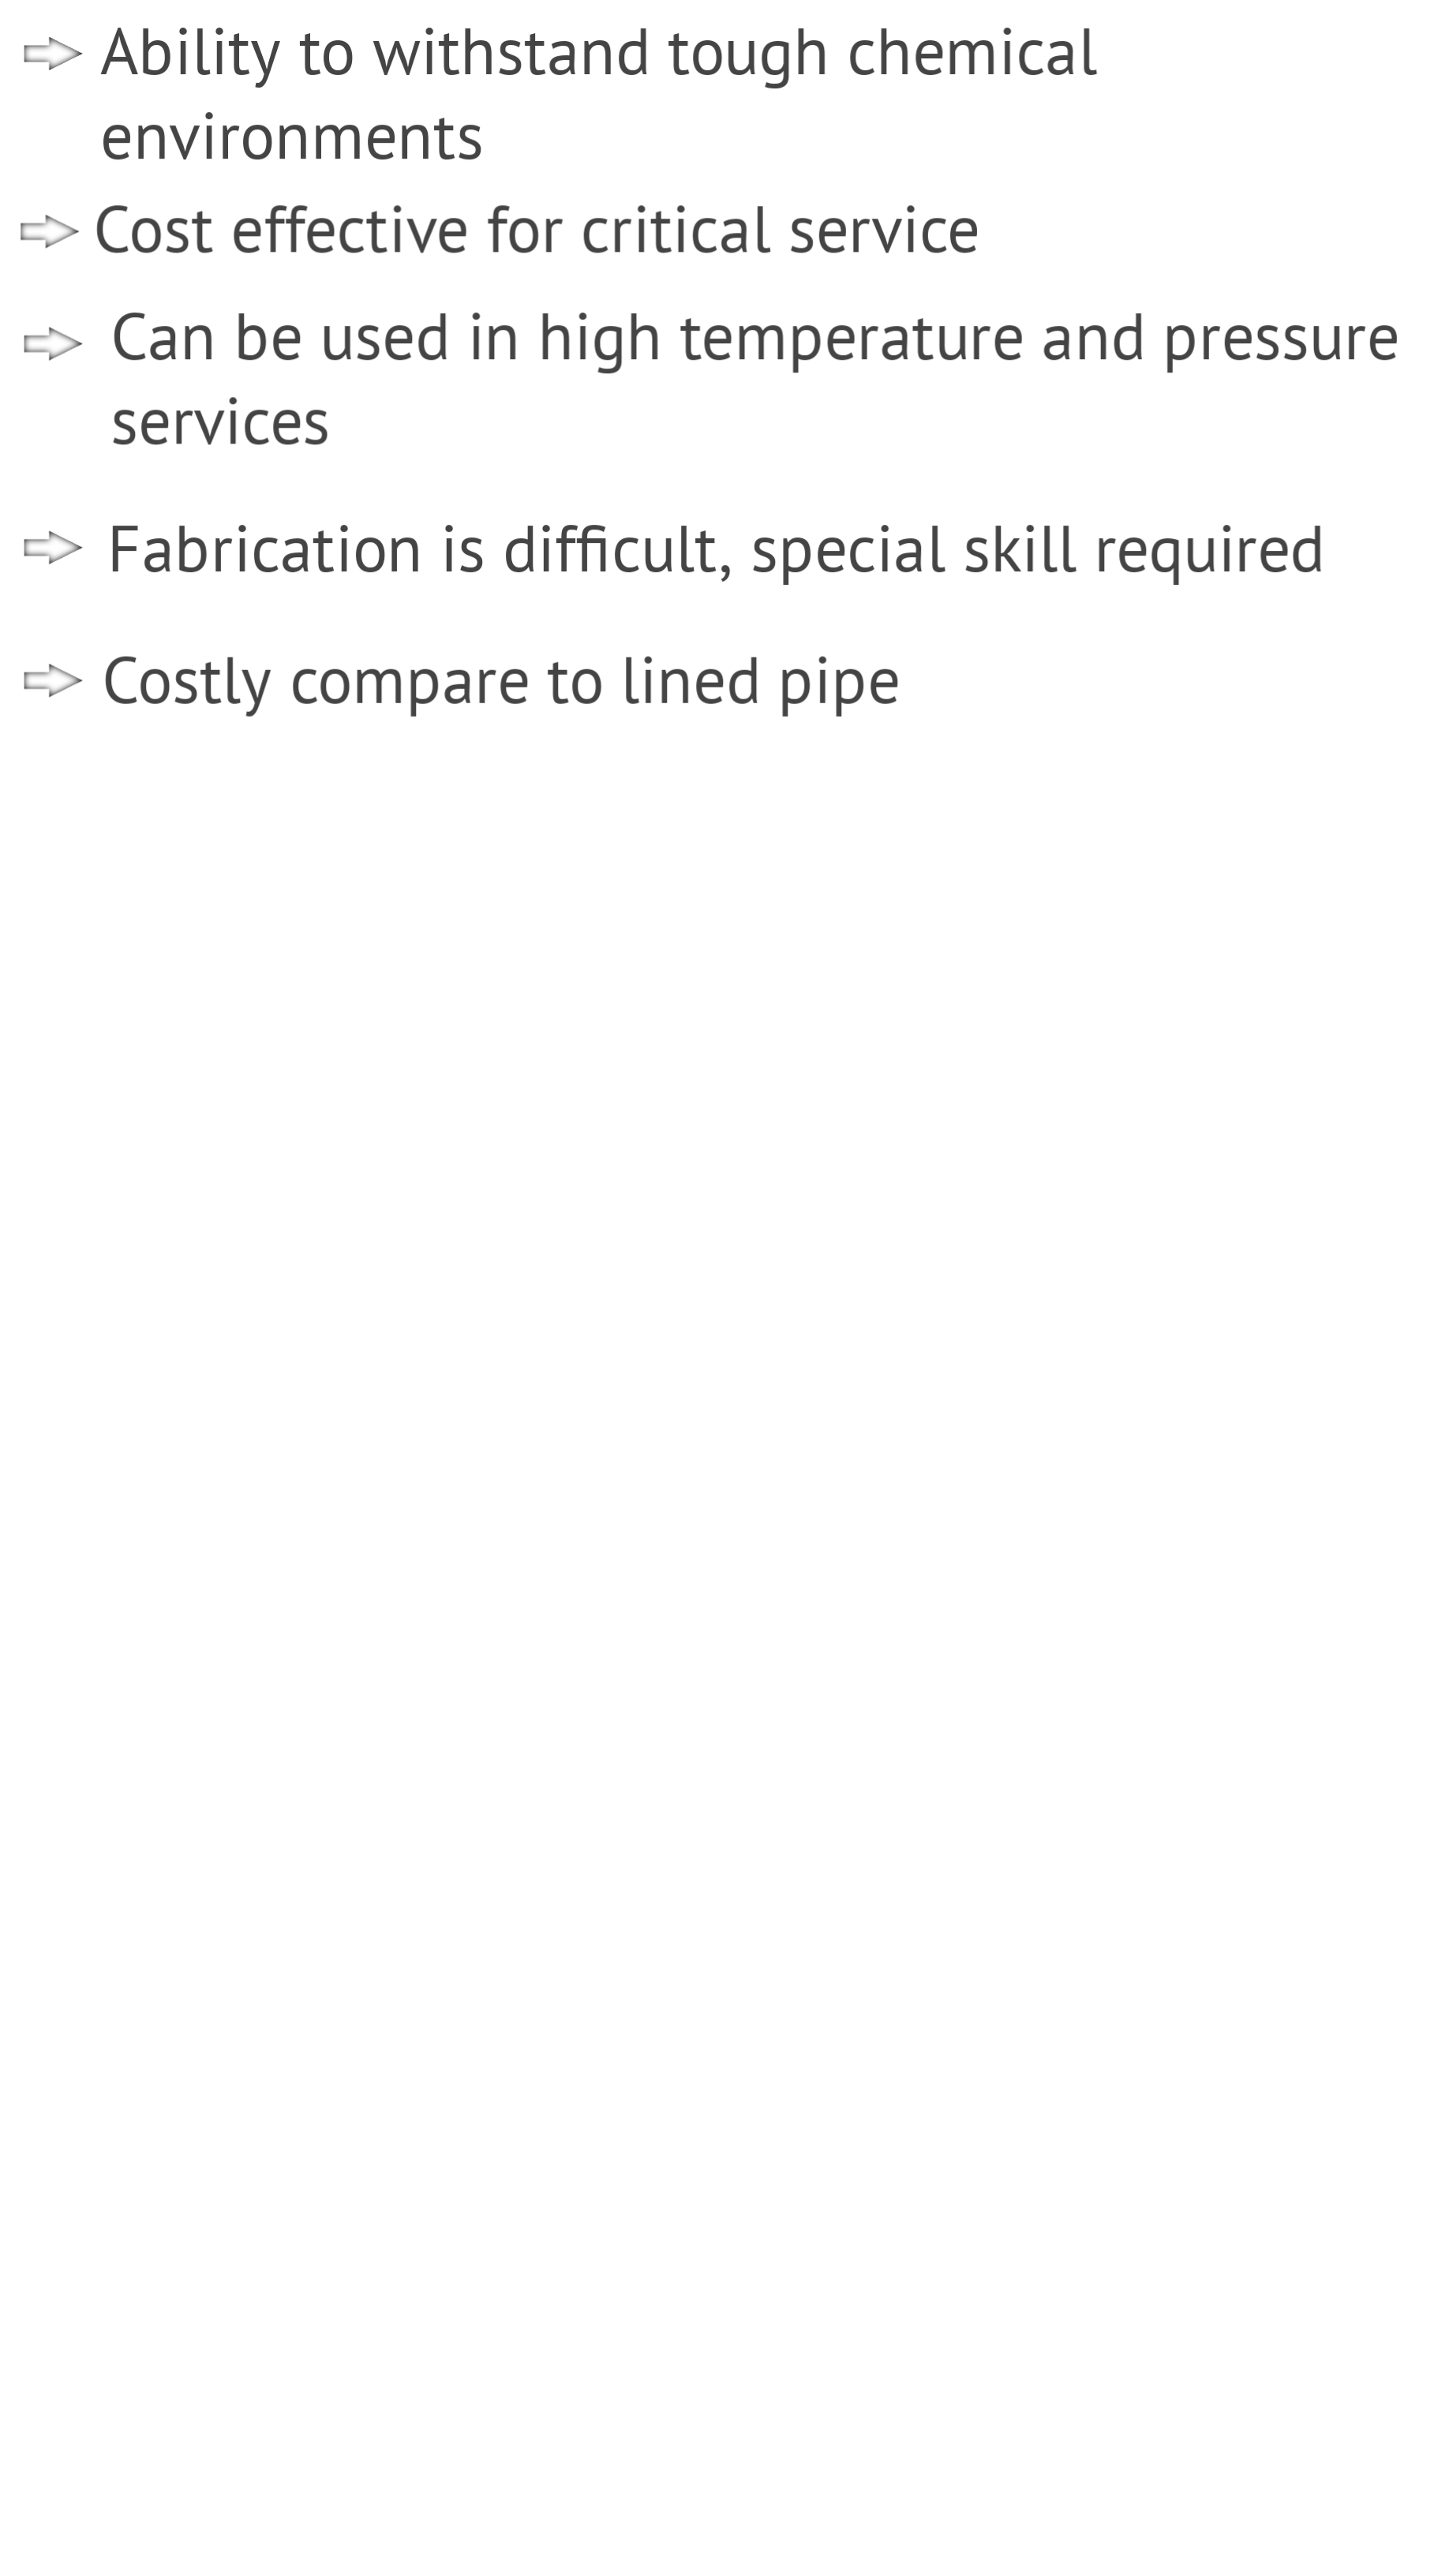 Ability to withstand tough chemical
environments
Cost effective for critical service
Can be used in high temperature and pressure
services
Fabrication is difficult, special skill required
Costly compare to lined pipe